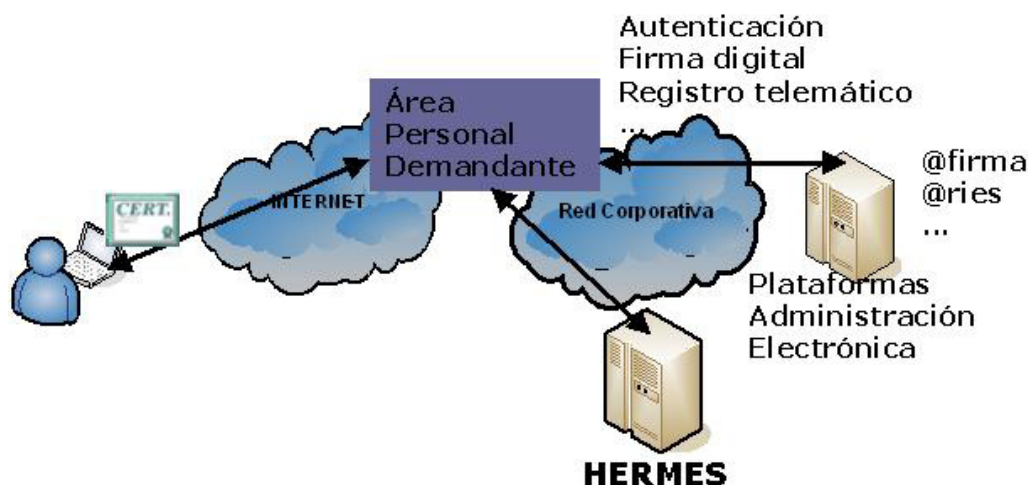 Autenticación
Firma digital
Registro telemático
...
Área
Personal
Demandante
@firma
@ries
...
CERT.
INTERNET
Red Corporativa
Plataformas
Administración
Electrónica
HERMES